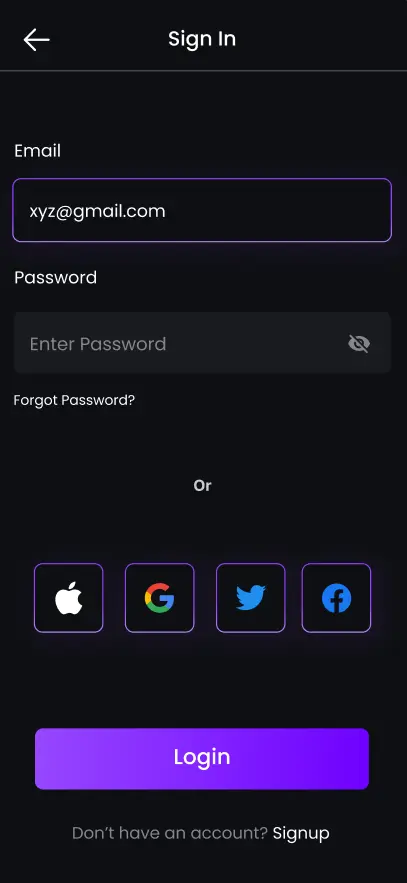 Sign In
Email
xyz@gmail.com
Password
Enter Password
Forgot Password?
Or
Login
Don’t have an account? Signup